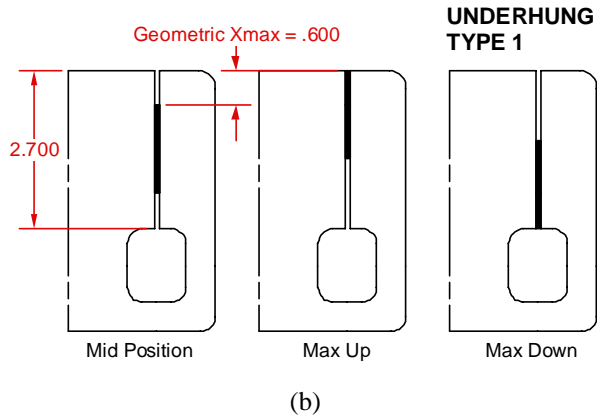 UNDERHUNG
TYPE 1
Geometric Xmax = .600
2.700
Mid Position
Max Up
Max Down
(b)